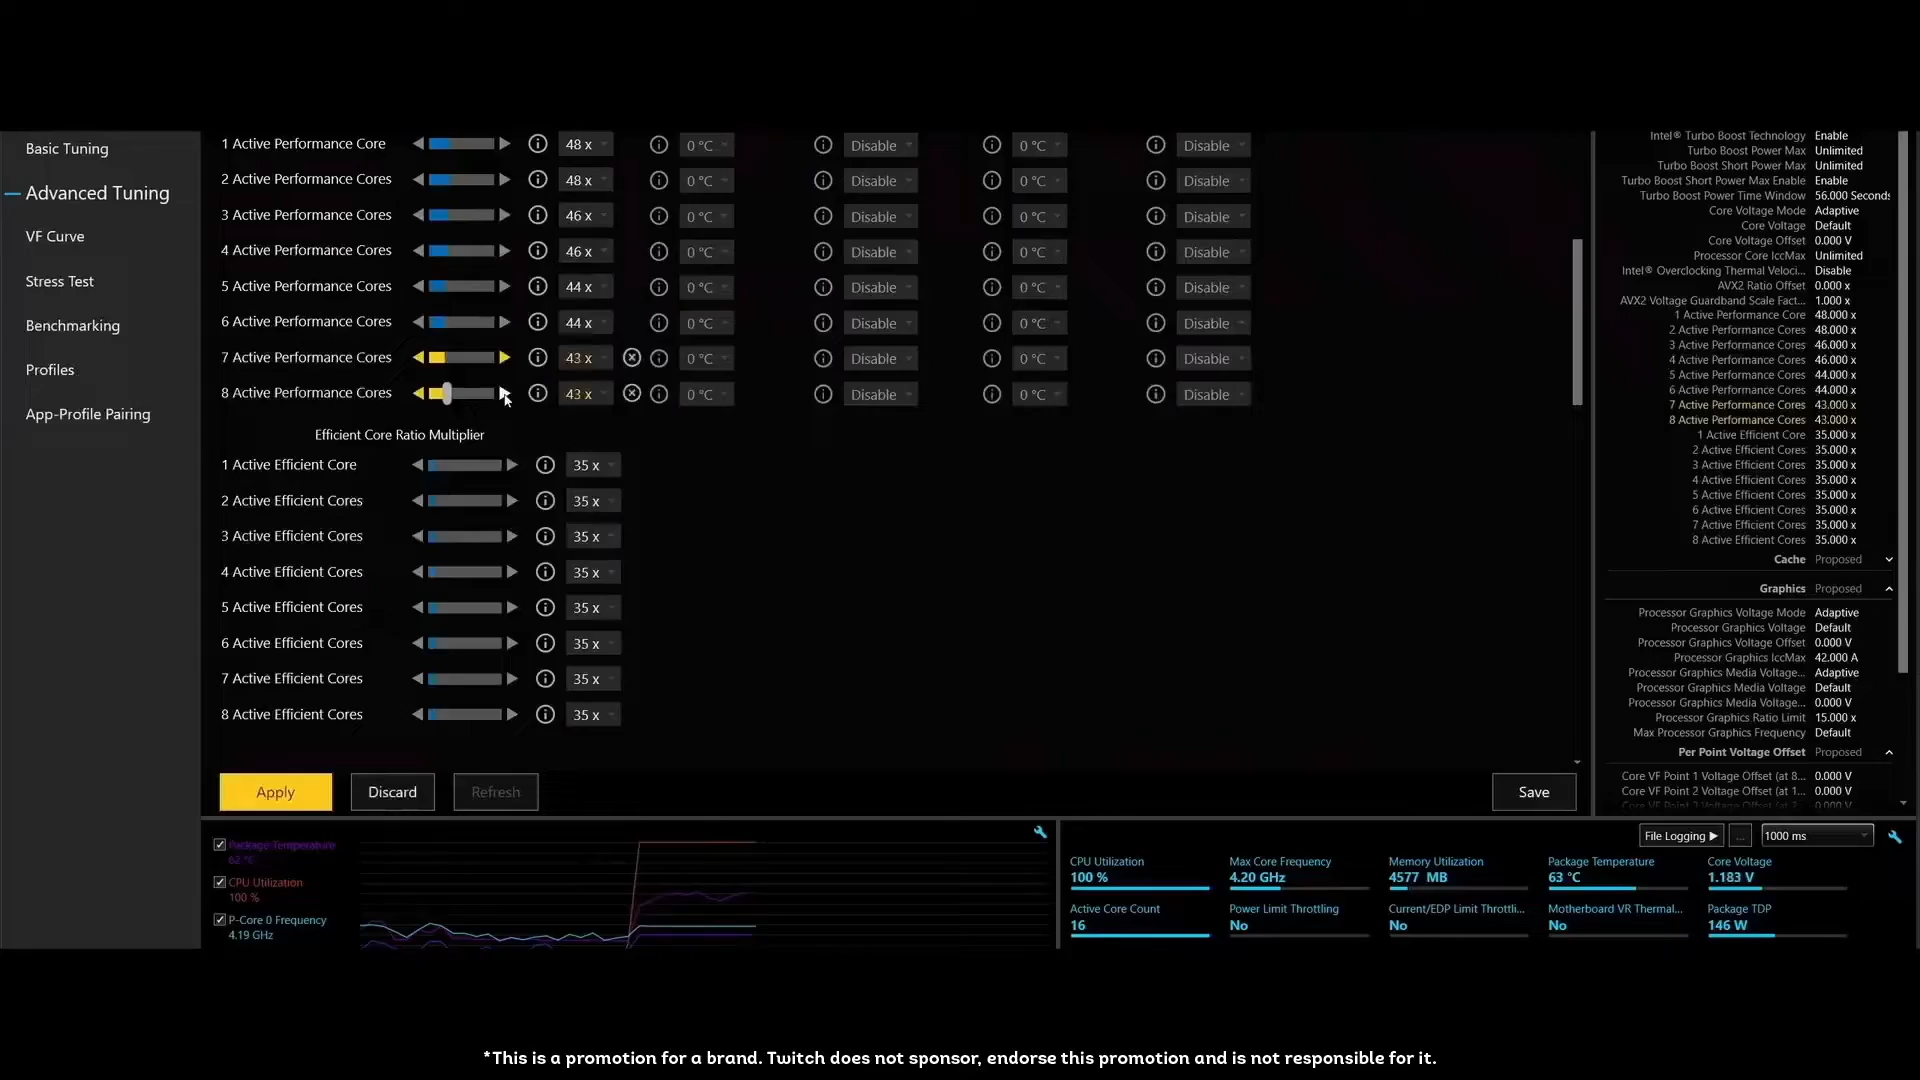 Basic Tuning
Advanced Tuning
VF Curve
Stress Test
Benchmarking
Profiles
App-Profile Pairing
1 Active Performance Core 48 x 0 °C Disable 0 °C Disable
2 Active Performance Cores 48 x 0 °C Disable 0 °C Disable
3 Active Performance Cores 46 x 0 °C Disable 0 °C Disable
4 Active Performance Cores 46 x 0 °C Disable 0 °C Disable
5 Active Performance Cores 44 x 0 °C Disable 0 °C Disable
6 Active Performance Cores 44 x 0 °C Disable 0 °C Disable
7 Active Performance Cores 43 x 0 °C Disable 0 °C Disable
8 Active Performance Cores 43 x 0 °C Disable 0 °C Disable
Efficient Core Ratio Multiplier
1 Active Efficient Core 35 x
2 Active Efficient Cores 35 x
3 Active Efficient Cores 35 x
4 Active Efficient Cores 35 x
5 Active Efficient Cores 35 x
6 Active Efficient Cores 35 x
7 Active Efficient Cores 35 x
8 Active Efficient Cores 35 x
Apply Discard Refresh Save
Intel® Turbo Boost Technology Enable
Turbo Boost Power Max Unlimited
Turbo Boost Short Power Max Unlimited
Turbo Boost Short Power Max Enable Enable
Turbo Boost Power Time Window 56.000 Seconds
Core Voltage Mode Adaptive
Core Voltage Default
Core Voltage Offset 0.000 V
Processor Core IccMax Unlimited
Intel® Overclocking Thermal Veloci... Disable
AVX2 Ratio Offset 0.000 x
AVX2 Voltage Guardband Scale Fact... 1.000 x
1 Active Performance Core 48.000 x
2 Active Performance Cores 48.000 x
3 Active Performance Cores 46.000 x
4 Active Performance Cores 46.000 x
5 Active Performance Cores 44.000 x
6 Active Performance Cores 44.000 x
7 Active Performance Cores 43.000 x
8 Active Performance Cores 43.000 x
1 Active Efficient Core 35.000 x
2 Active Efficient Cores 35.000 x
3 Active Efficient Cores 35.000 x
4 Active Efficient Cores 35.000 x
5 Active Efficient Cores 35.000 x
6 Active Efficient Cores 35.000 x
7 Active Efficient Cores 35.000 x
8 Active Efficient Cores 35.000 x
Cache Proposed
Graphics Proposed
Processor Graphics Voltage Mode Adaptive
Processor Graphics Voltage Default
Processor Graphics Voltage Offset 0.000 V
Processor Graphics IccMax 42.000 A
Processor Graphics Media Voltage... Adaptive
Processor Graphics Media Voltage Default
Processor Graphics Media Voltage... 0.000 V
Processor Graphics Ratio Limit 15.000 x
Max Processor Graphics Frequency Default
Per Point Voltage Offset Proposed
Core VF Point 1 Voltage Offset (at 8... 0.000 V
Core VF Point 2 Voltage Offset (at 1... 0.000 V
Package Temperature
62 °C
CPU Utilization
100 %
P-Core 0 Frequency
4.19 GHz
File Logging ... 1000 ms
CPU Utilization Max Core Frequency Memory Utilization Package Temperature Core Voltage
100 % 4.20 GHz 4577 MB 63 °C 1.183 V
Active Core Count Power Limit Throttling Current/EDP Limit Throttli... Motherboard VR Thermal... Package TDP
16 No No No 146 W
*This is a promotion for a brand. Twitch does not sponsor, endorse this promotion and is not responsible for it.